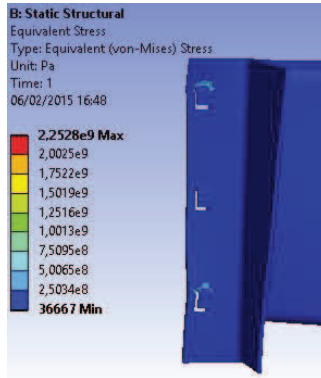 B: Static Structural
Equivalent Stress
Type: Equivalent (von-Mises) Stress
Unit: Pa
Time: 1
06/02/2015 16:48
2,2528e9 Max
2,0025e9
1,7522e9
1,5019e9
1,2516e9
1,0013e9
7,5095e8
5,0065e8
2,5034e8
36667 Min